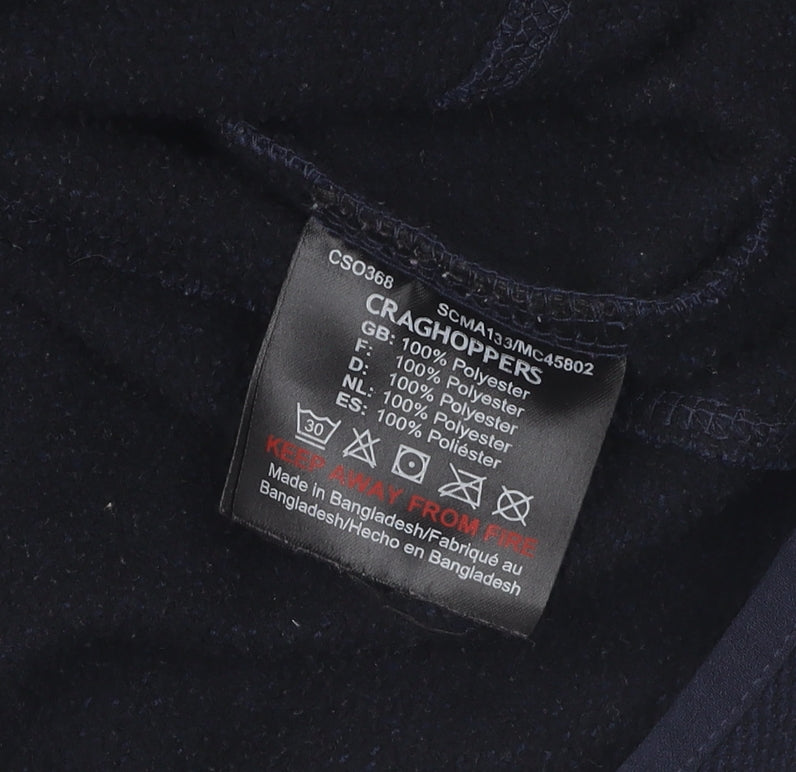 CSO368
SCMA133/MC45802
CRAGHOPPERS
GB: 100% Polyester
F: 100% Polyester
D: 100% Polyester
NL: 100% Polyester
ES: 100% Poliéster
30
KEEP AWAY FROM FIRE
Made in Bangladesh/Fabriqué au
Bangladesh/Hecho en Bangladesh